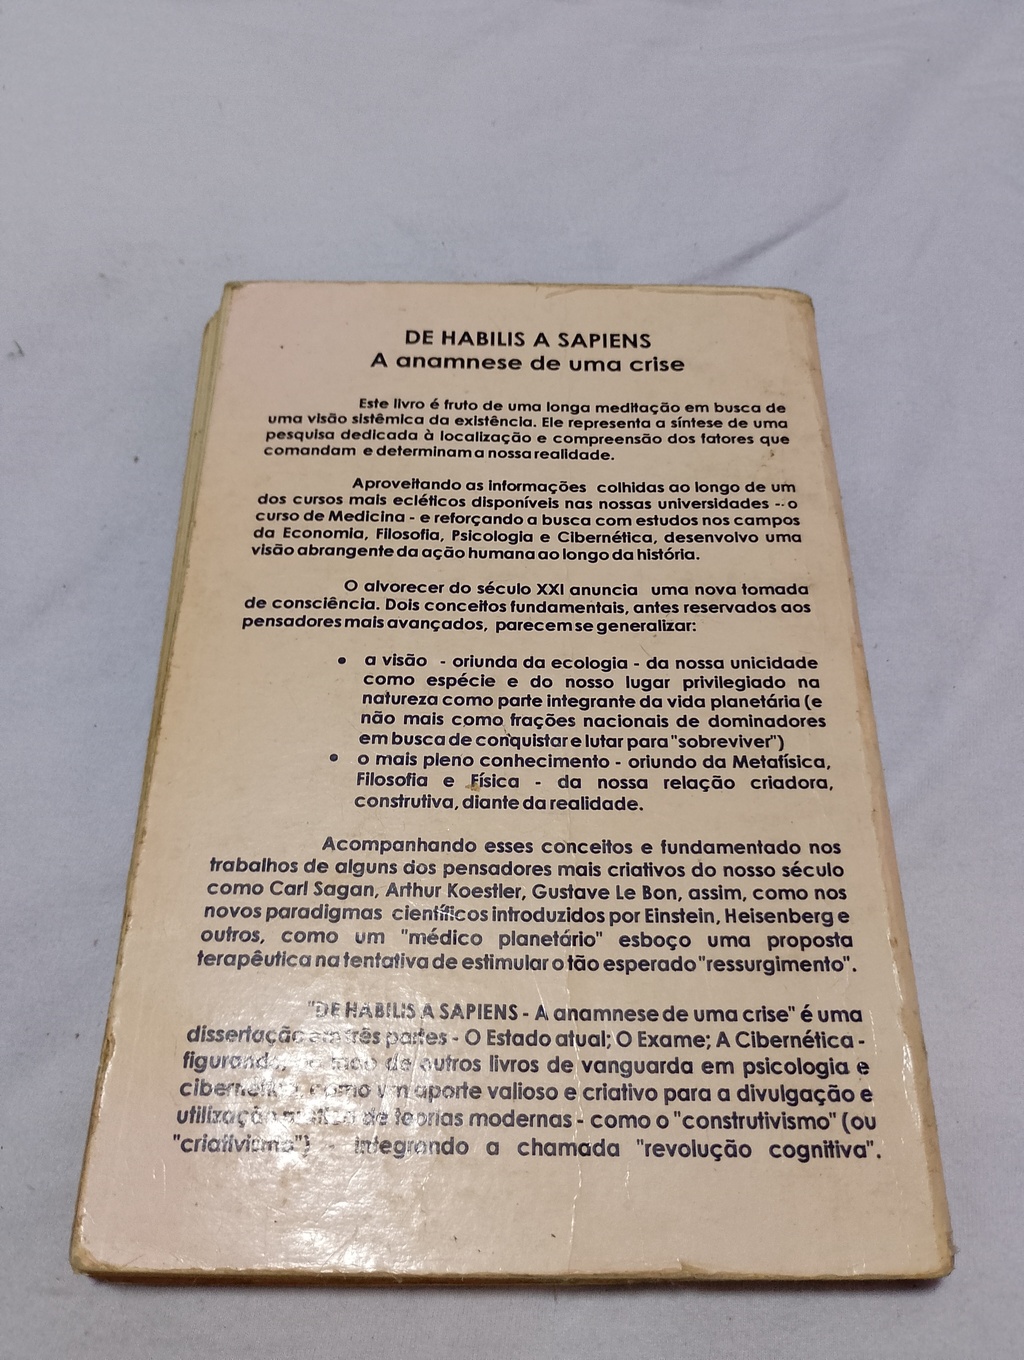 DE HABILIS A SAPIENS
A anamnese de uma crise
Este livro é fruto de uma longa meditação em busca de
uma visão sistêmica da existência. Ele representa a síntese de uma
pesquisa dedicada à localização e compreensão dos fatores que
comandam e determinam a nossa realidade.
Aproveitando as informações colhidas ao longo de um
dos cursos mais ecléticos disponíveis nas nossas universidades -- o
curso de Medicina - e reforçando a busca com estudos nos campos
da Economia, Filosofia, Psicologia e Cibernética, desenvolvo uma
visão abrangente da ação humana ao longo da história.
O alvorecer do século XXI anuncia uma nova tomada
de consciência. Dois conceitos fundamentais, antes reservados aos
pensadores mais avançados, parecem se generalizar:
• a visão - oriunda da ecologia - da nossa unicidade
como espécie e do nosso lugar privilegiado na
natureza como parte integrante da vida planetária (e
não mais como frações nacionais de dominadores
em busca de conquistar e lutar para "sobreviver")
• o mais pleno conhecimento - oriundo da Metafísica,
Filosofia e Física - da nossa relação criadora,
construtiva, diante da realidade.
Acompanhando esses conceitos e fundamentado nos
trabalhos de alguns dos pensadores mais criativos do nosso século
como Carl Sagan, Arthur Koestler, Gustave Le Bon, assim, como nos
novos paradigmas científicos introduzidos por Einstein, Heisenberg e
outros, como um "médico planetário" esboço uma proposta
terapêutica na tentativa de estimular o tão esperado "ressurgimento".
"DE HABILIS A SAPIENS - A anamnese de uma crise" é uma
dissertação em três partes - O Estado atual; O Exame; A Cibernética -
de outros livros de vanguarda em psicologia e
cibernética, como um aporte valioso e criativo para a divulgação e
utilização de teorias modernas - como o "construtivismo" (ou
"criativismo") - integrando a chamada "revolução cognitiva".